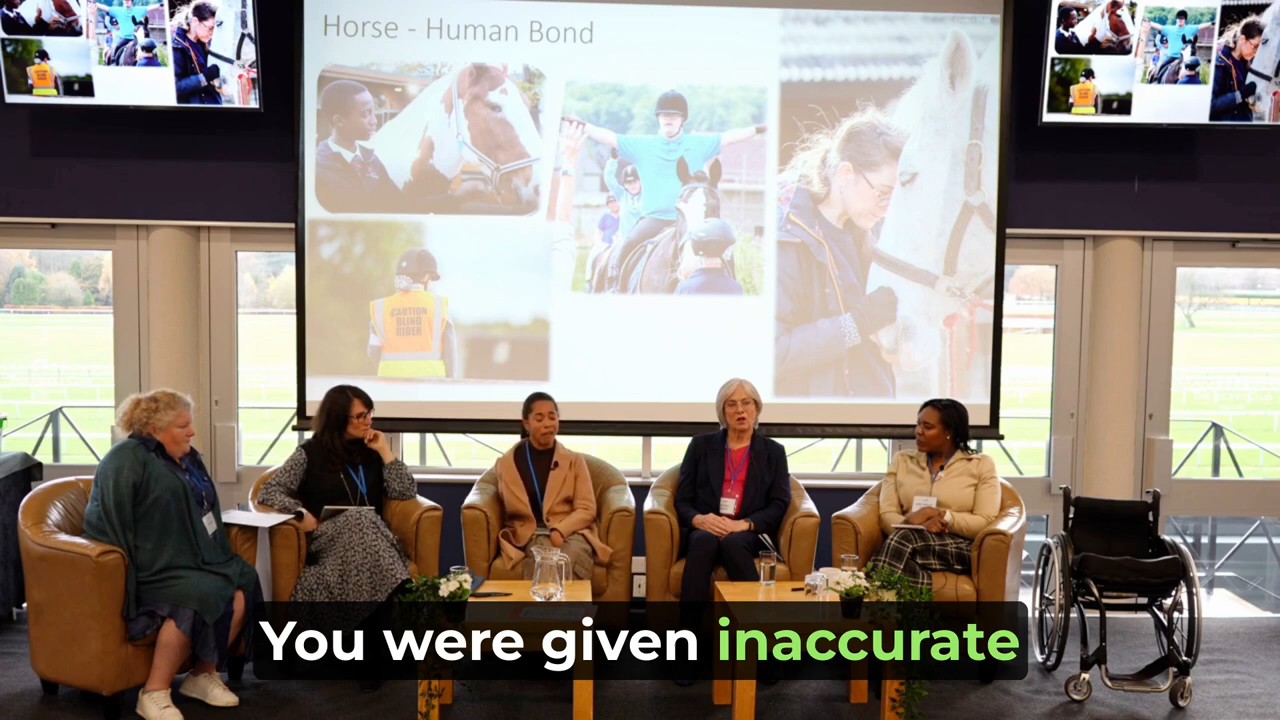 Horse - Human Bond
CAUTION
BLIND
RIDER
You were given inaccurate